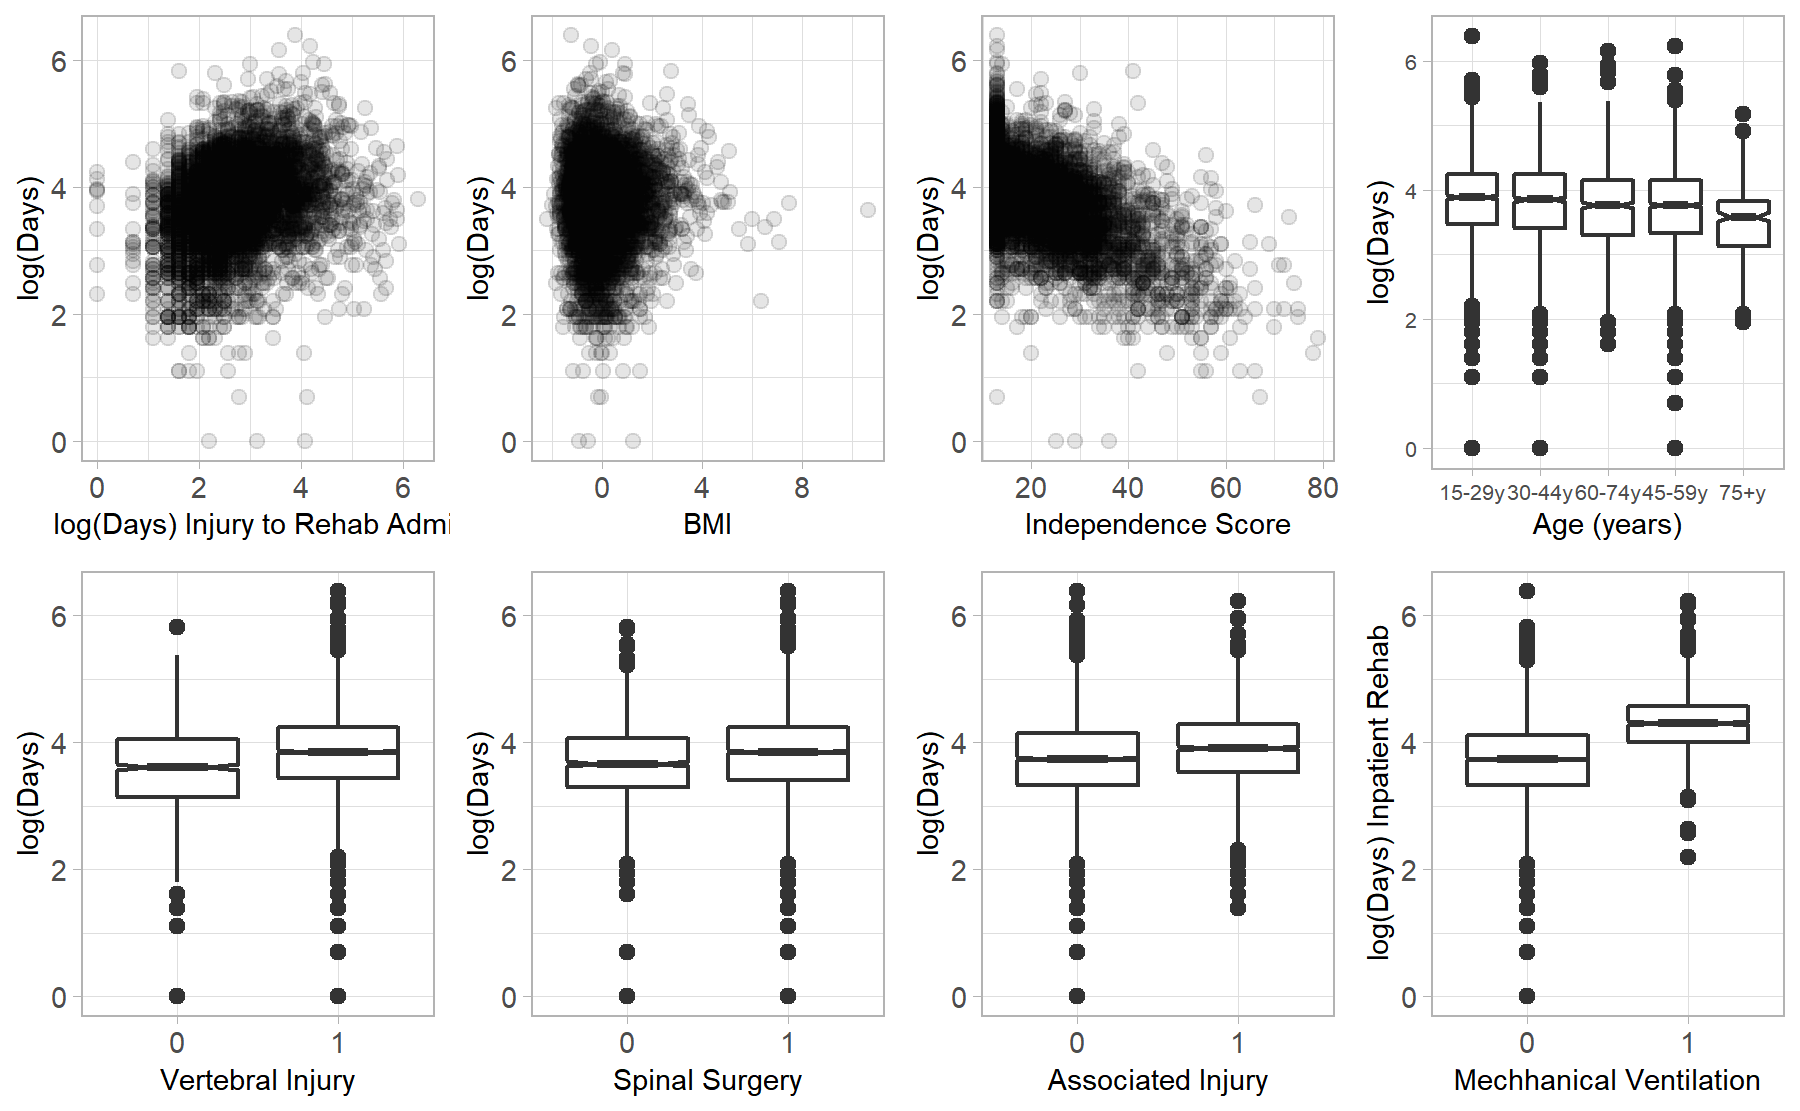 log(Days)
6
4
2
0
0 2 4 6
log(Days) Injury to Rehab Admi
log(Days)
6
4
2
0
0 4 8
BMI
log(Days)
6
4
2
0
20 40 60 80
Independence Score
log(Days)
6
4
2
0
15-29y 30-44y 60-74y 45-59y 75+y
Age (years)
log(Days)
6
4
2
0
0 1
Vertebral Injury
log(Days)
6
4
2
0
0 1
Spinal Surgery
log(Days)
6
4
2
0
0 1
Associated Injury
log(Days) Inpatient Rehab
6
4
2
0
0 1
Mechhanical Ventilation